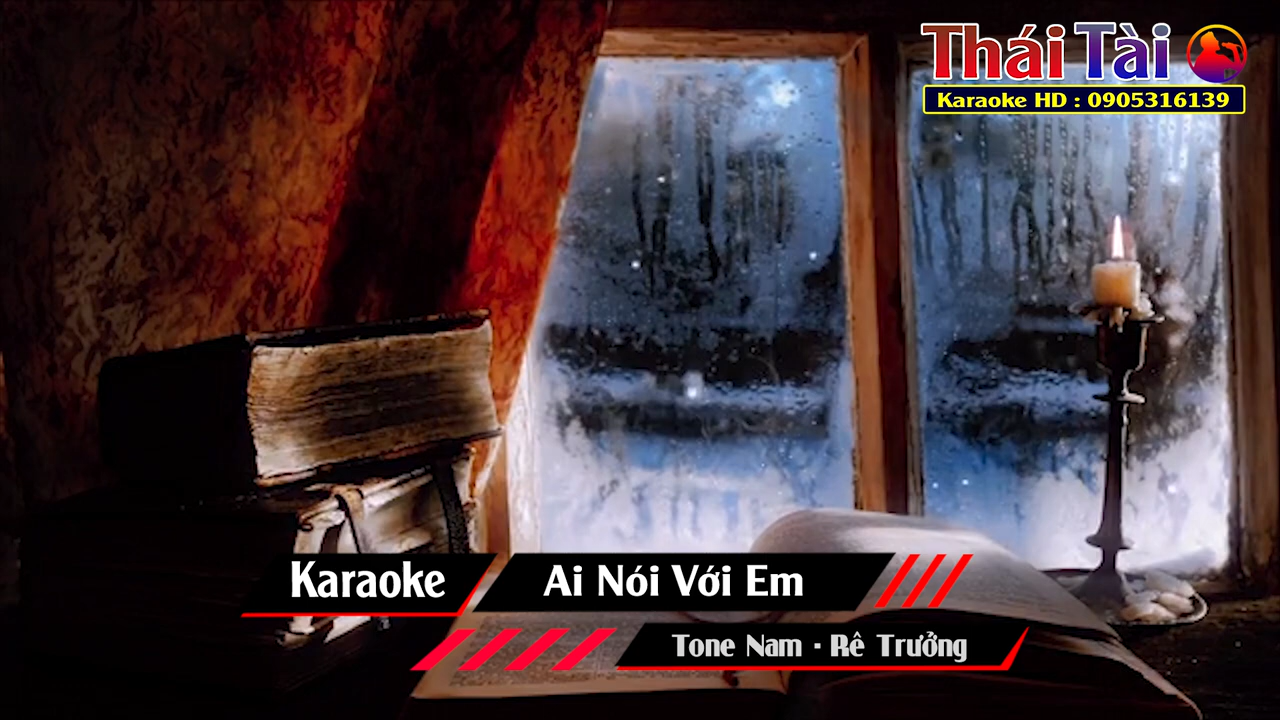 Thái Tài
Karaoke HD : 0905316139
Karaoke
Ai Nói Với Em
Tone Nam - Rê Trưởng